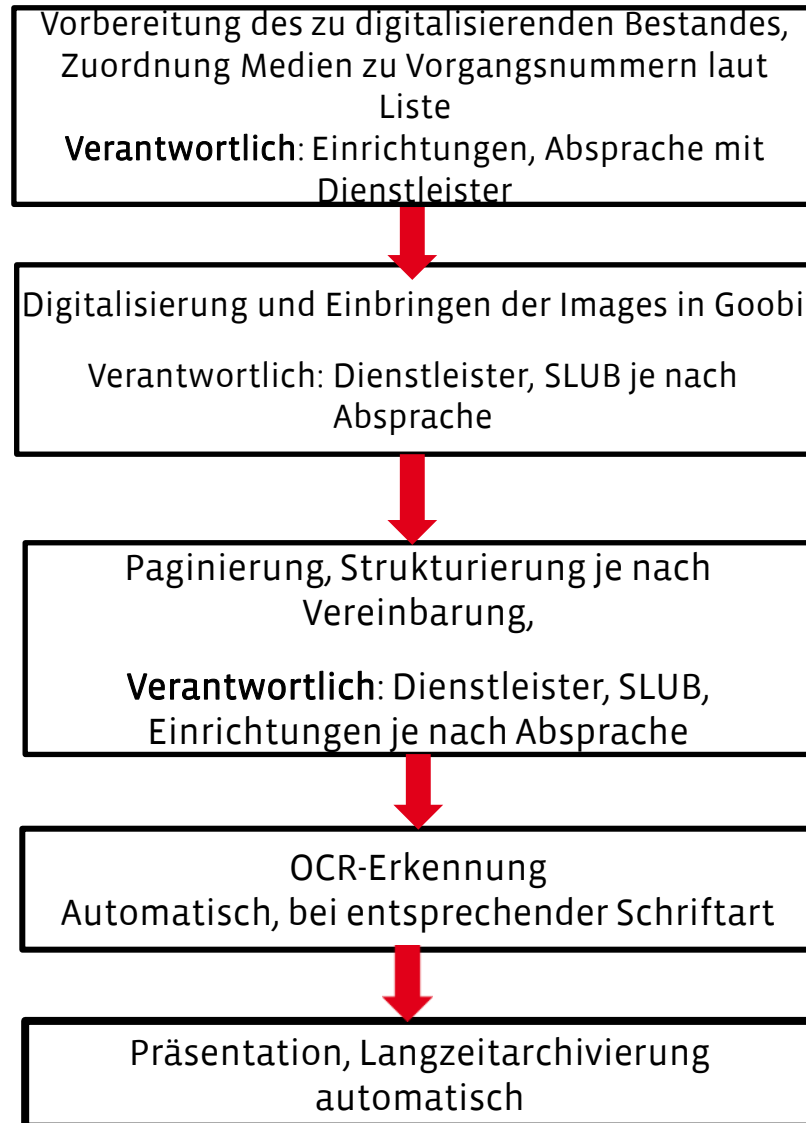 Vorbereitung des zu digitalisierenden Bestandes,
Zuordnung Medien zu Vorgangsnummern laut
Liste
Verantwortlich: Einrichtungen, Absprache mit
Dienstleister
Digitalisierung und Einbringen der Images in Goobi
Verantwortlich: Dienstleister, SLUB je nach
Absprache
Paginierung, Strukturierung je nach
Vereinbarung,
Verantwortlich: Dienstleister, SLUB,
Einrichtungen je nach Absprache
OCR-Erkennung
Automatisch, bei entsprechender Schriftart
Präsentation, Langzeitarchivierung
automatisch